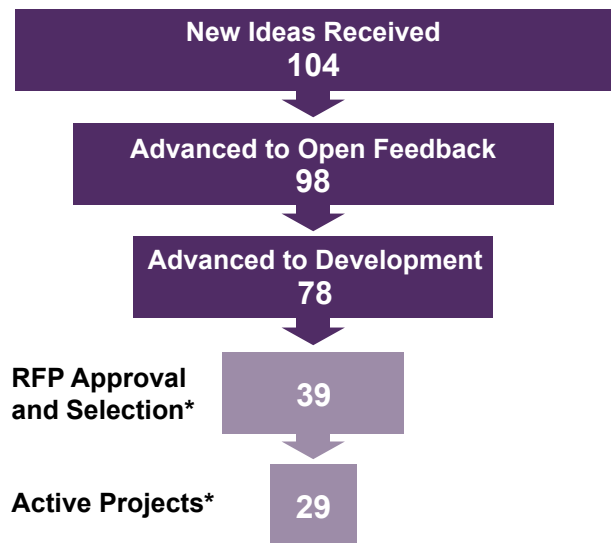 New Ideas Received
104
Advanced to Open Feedback
98
Advanced to Development
78
RFP Approval
and Selection*
39
Active Projects*
29